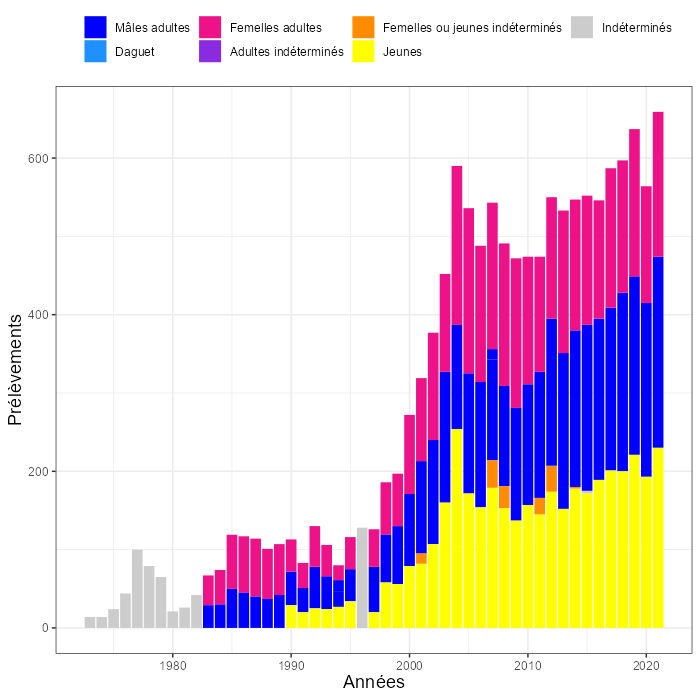 Mâles adultes Femelles adultes Femelles ou jeunes indéterminés Indéterminés
Daguet Adultes indéterminés Jeunes
Prélèvements
600
400
200
0
1980 1990 2000 2010 2020
Années